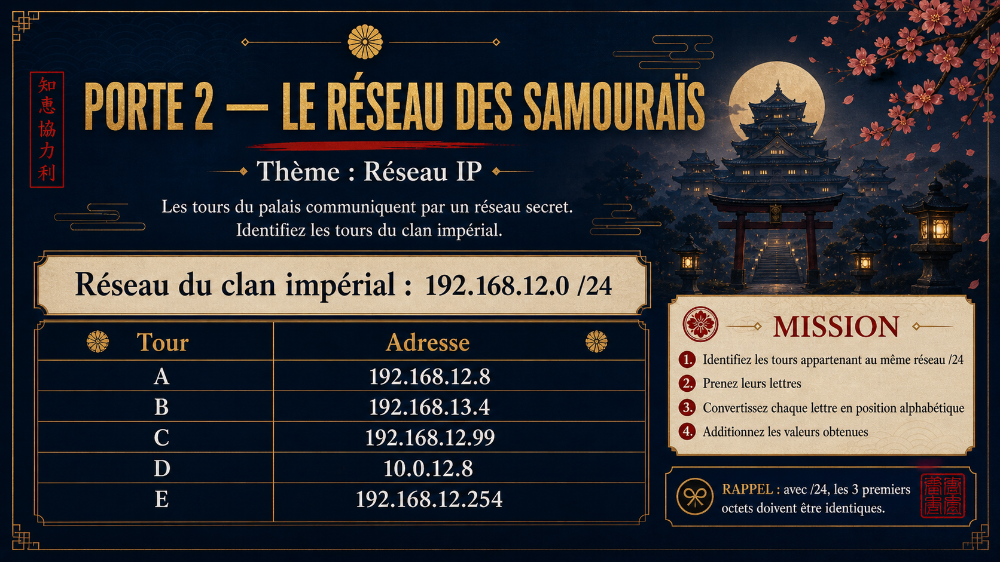 知恵協力利
PORTE 2 — LE RÉSEAU DES SAMOURAÏS
Thème : Réseau IP
Les tours du palais communiquent par un réseau secret.
Identifiez les tours du clan impérial.
Réseau du clan impérial : 192.168.12.0 /24
Tour Adresse
A 192.168.12.8
B 192.168.13.4
C 192.168.12.99
D 10.0.12.8
E 192.168.12.254
MISSION
1. Identifiez les tours appartenant au même réseau /24
2. Prenez leurs lettres
3. Convertissez chaque lettre en position alphabétique
4. Additionnez les valeurs obtenues
RAPPEL : avec /24, les 3 premiers
octets doivent être identiques.